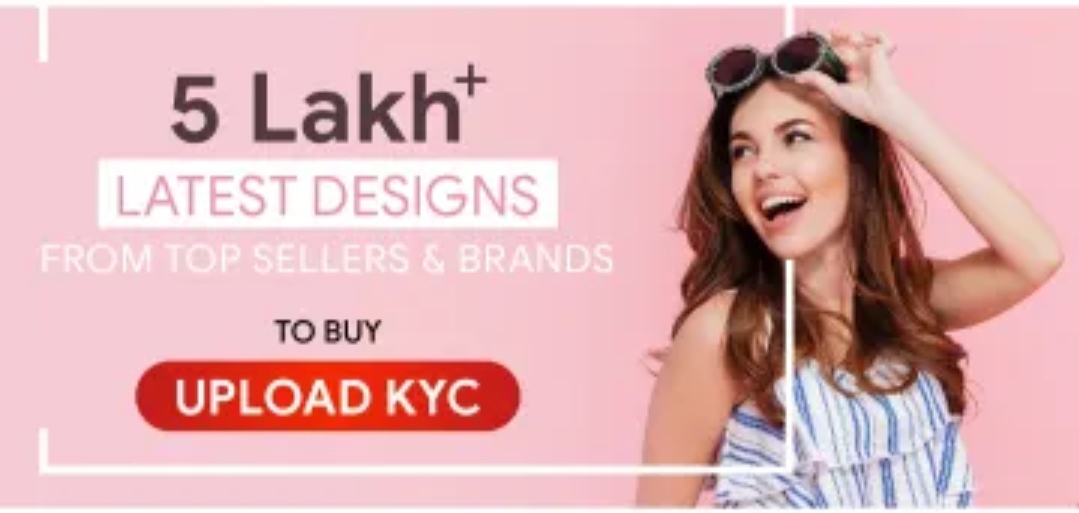 5 Lakh+
LATEST DESIGNS
FROM TOP SELLERS & BRANDS
TO BUY
UPLOAD KYC